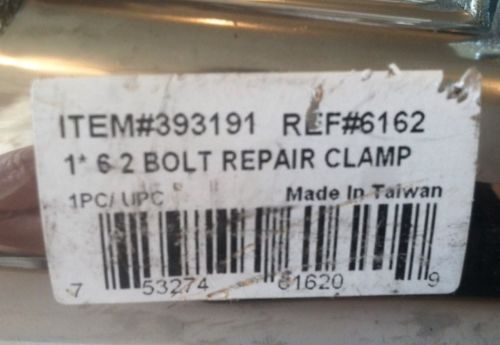 ITEM#393191 REF#6162
1* 6 2 BOLT REPAIR CLAMP
1PC/ UPC Made In Taiwan
7 53274 61620 9